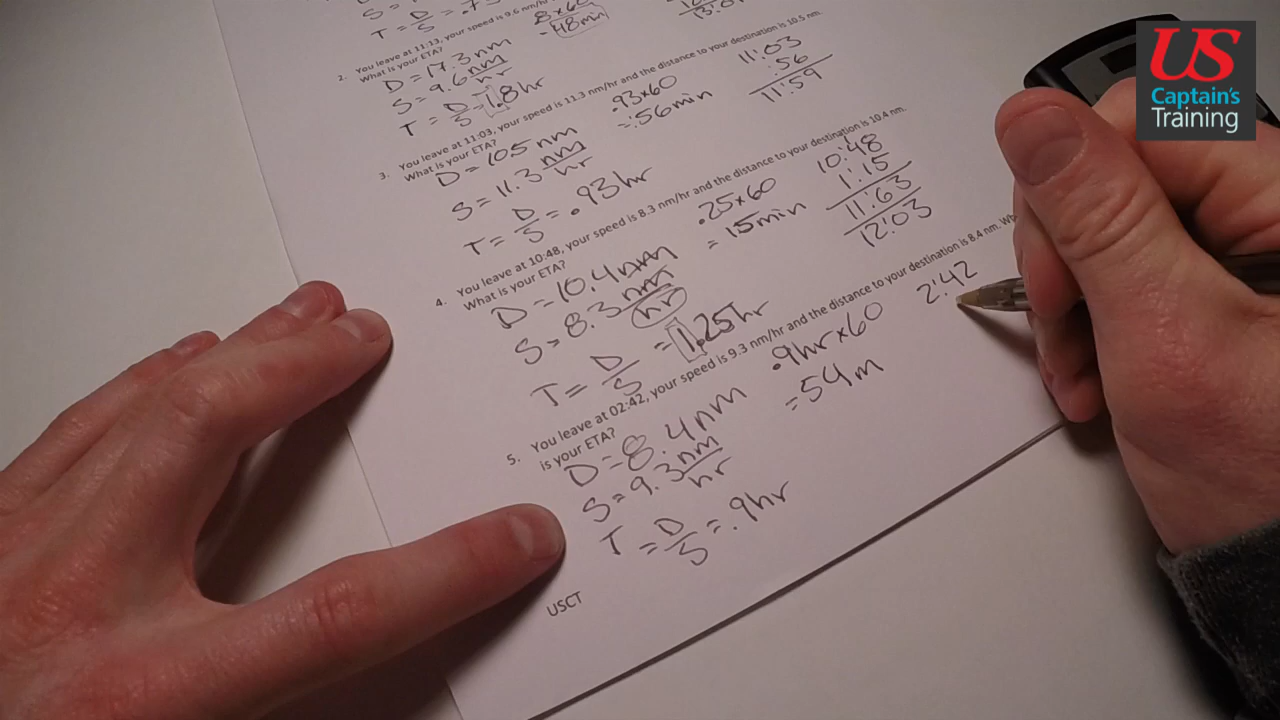 US
Captain's
Training
S =
T = D/S =
8x60
= 48min
2. You leave at 11:13, your speed is 9.6 nm/hr
What is your ETA?
D = 17.3 nm
S = 9.6 nm/hr
T = D/S = 1.8hr
3. You leave at 11:03, your speed is 11.3 nm/hr and the distance to your destination is 10.5 nm.
What is your ETA?
D = 105 nm
S = 11.3 nm/hr
T = D/S = .93hr
.93x60
= :56min
11:03
:56
11:59
4. You leave at 10:48, your speed is 8.3 nm/hr and the distance to your destination is 10.4 nm.
What is your ETA?
D = 10.4nm
S = 8.3 nm/hr
T = D/S = 1.25hr
.25x60
= 15min
10:48
1:15
11:63
12:03
5. You leave at 02:42, your speed is 9.3 nm/hr and the distance to your destination is 8.4 nm.
is your ETA?
D = 8.4nm
S = 9.3 nm/hr
T = D/S = .9hr
.9hr x 60
= 54m
2:42
USCT